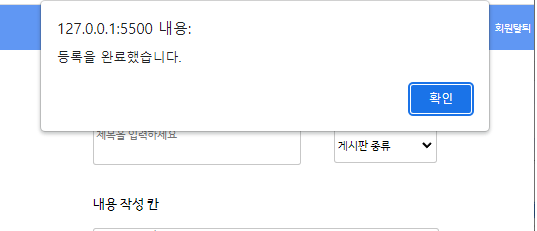 127.0.0.1:5500 내용:
등록을 완료했습니다.
확인
회원탈퇴
제목을 입력하세요
게시판 종류
내용 작성 칸